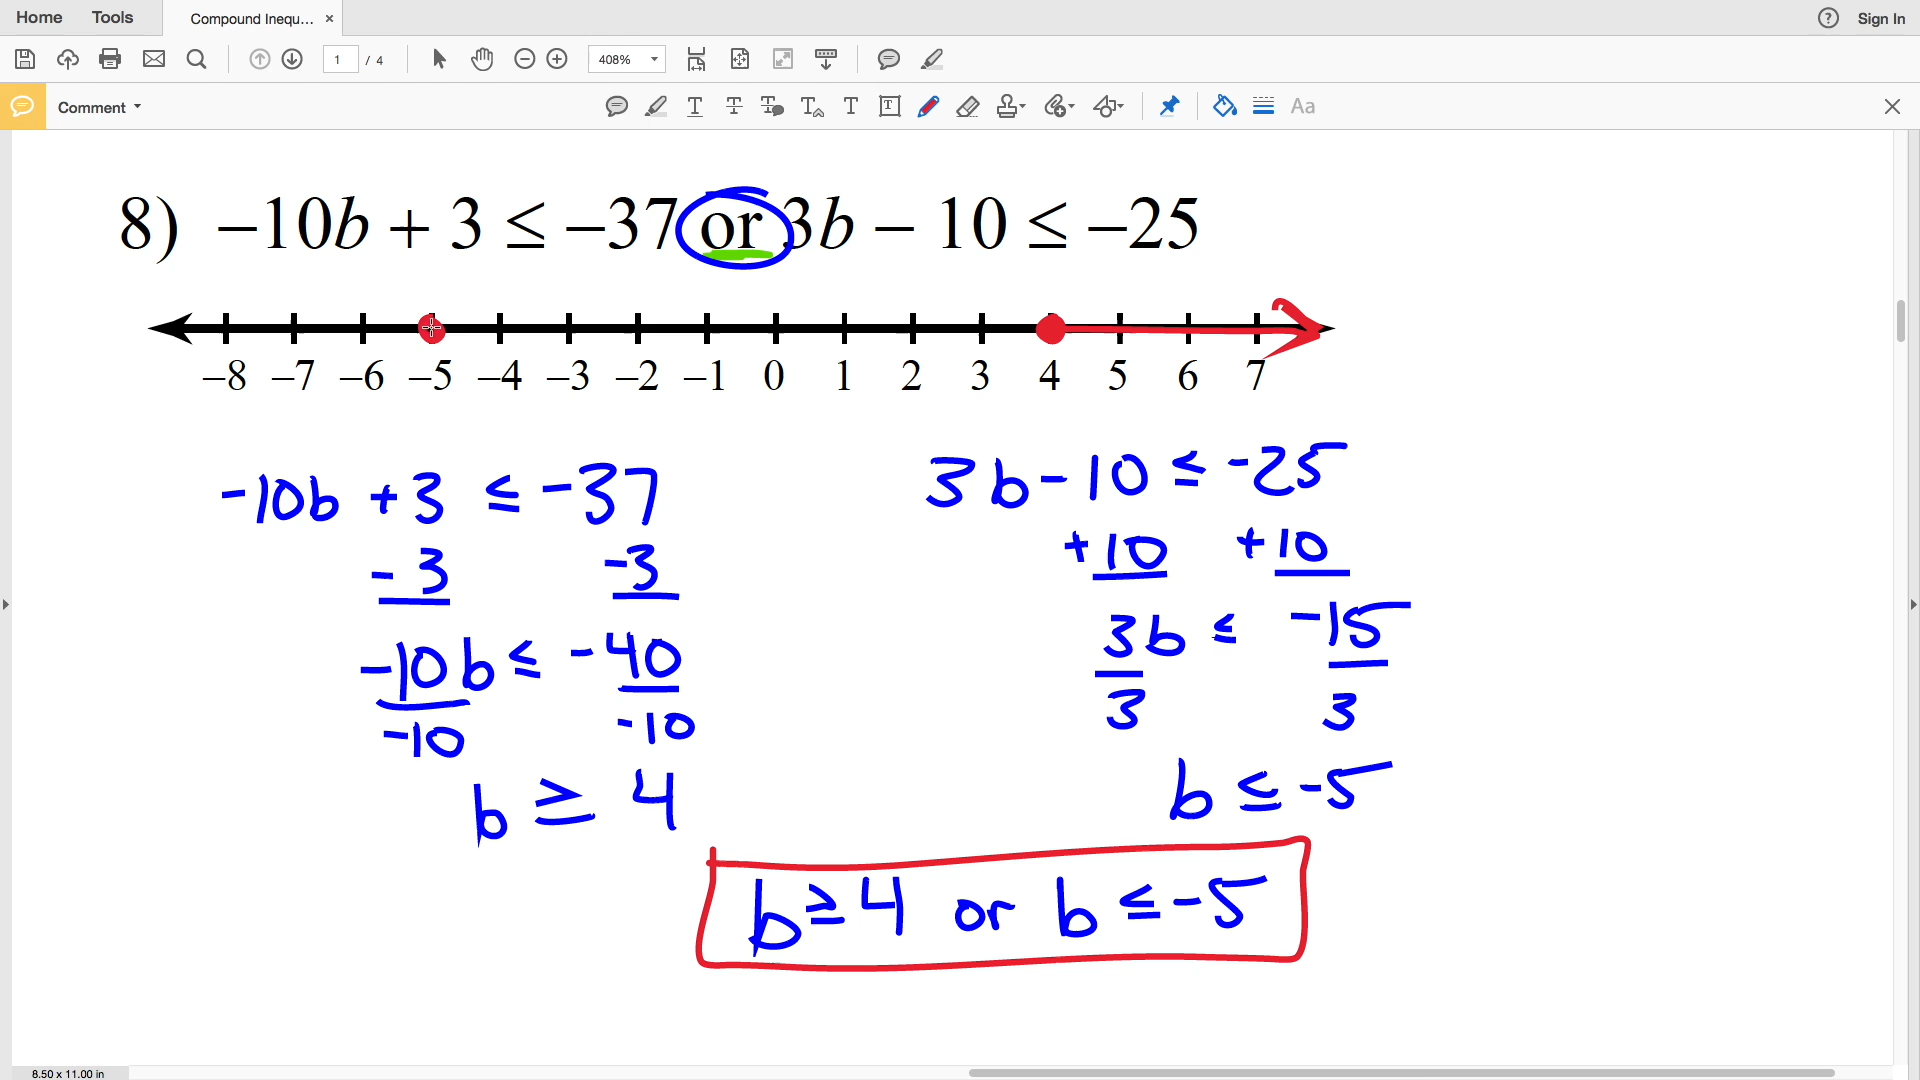 Home Tools Compound Inequ... × ? Sign In
1 / 4 408%
Comment T T T T T T Aa
8) −10b + 3 ≤ −37 or 3b − 10 ≤ −25
−8 −7 −6 −5 −4 −3 −2 −1 0 1 2 3 4 5 6 7
-10b + 3 ≤ -37
- 3 -3
-10b ≤ -40
-10 -10
b ≥ 4
3b - 10 ≤ -25
+10 +10
3b ≤ -15
3 3
b ≤ -5
b ≥ 4 or b ≤ -5
8.50 x 11.00 in